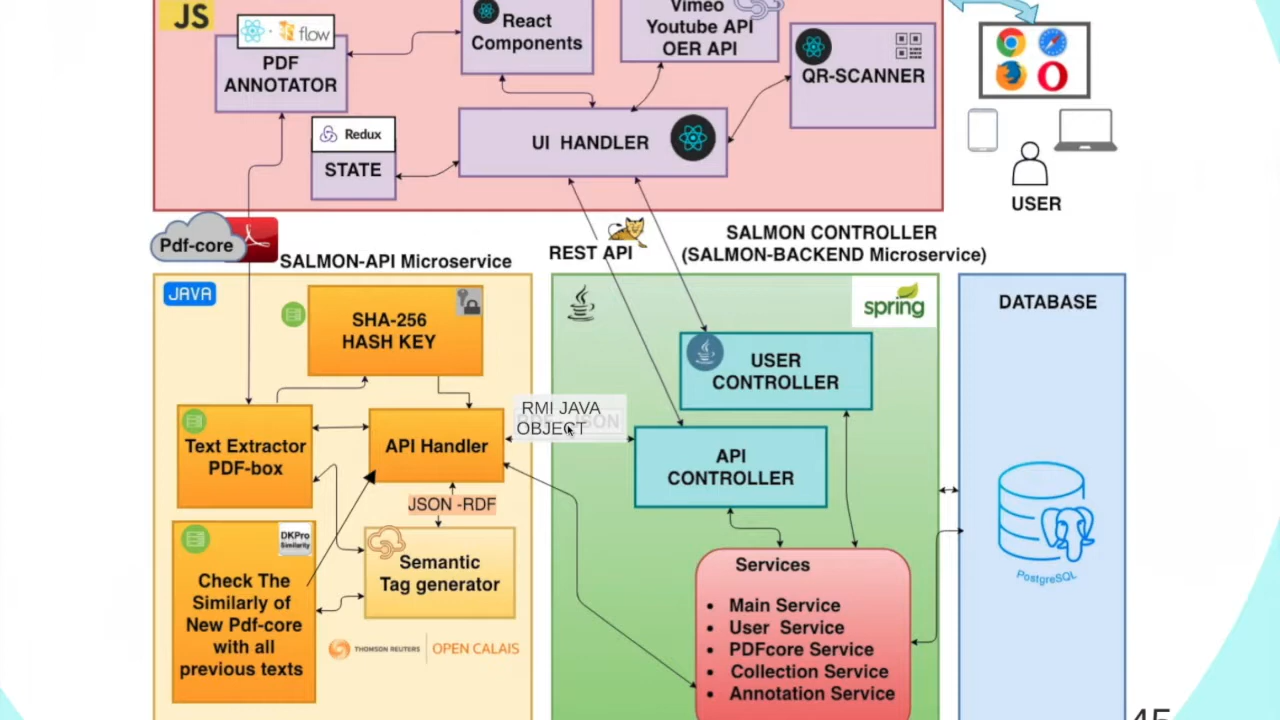 JS
flow
PDF
ANNOTATOR
React
Components
Vimeo
Youtube API
OER API
QR-SCANNER
UI HANDLER
Redux
STATE
USER
Pdf-core
SALMON-API Microservice
REST API
SALMON CONTROLLER
(SALMON-BACKEND Microservice)
JAVA
SHA-256
HASH KEY
spring
DATABASE
USER
CONTROLLER
RMI JAVA
OBJECT
Text Extractor
PDF-box
API Handler
API
CONTROLLER
JSON -RDF
DKPro
Similarity
Check The
Similarly of
New Pdf-core
with all
previous texts
Semantic
Tag generator
THOMSON REUTERS
OPEN CALAIS
PostgreSQL
Services
• Main Service
• User Service
• PDFcore Service
• Collection Service
• Annotation Service